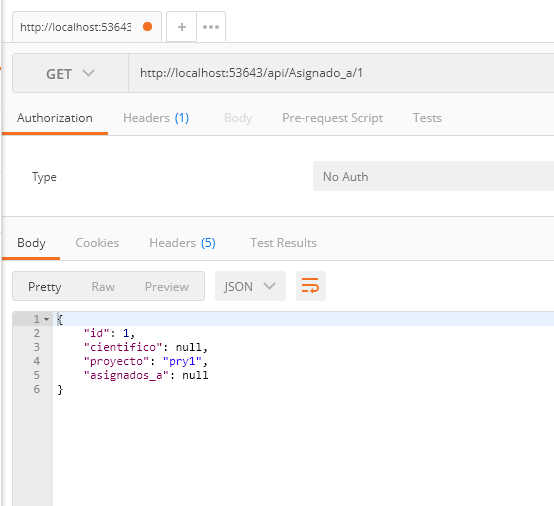 http://localhost:53643
+ •••
GET http://localhost:53643/api/Asignado_a/1
Authorization Headers (1) Body Pre-request Script Tests
Type No Auth
Body Cookies Headers (5) Test Results
Pretty Raw Preview JSON
1 {
2 "id": 1,
3 "cientifico": null,
4 "proyecto": "pry1",
5 "asignados_a": null
6 }